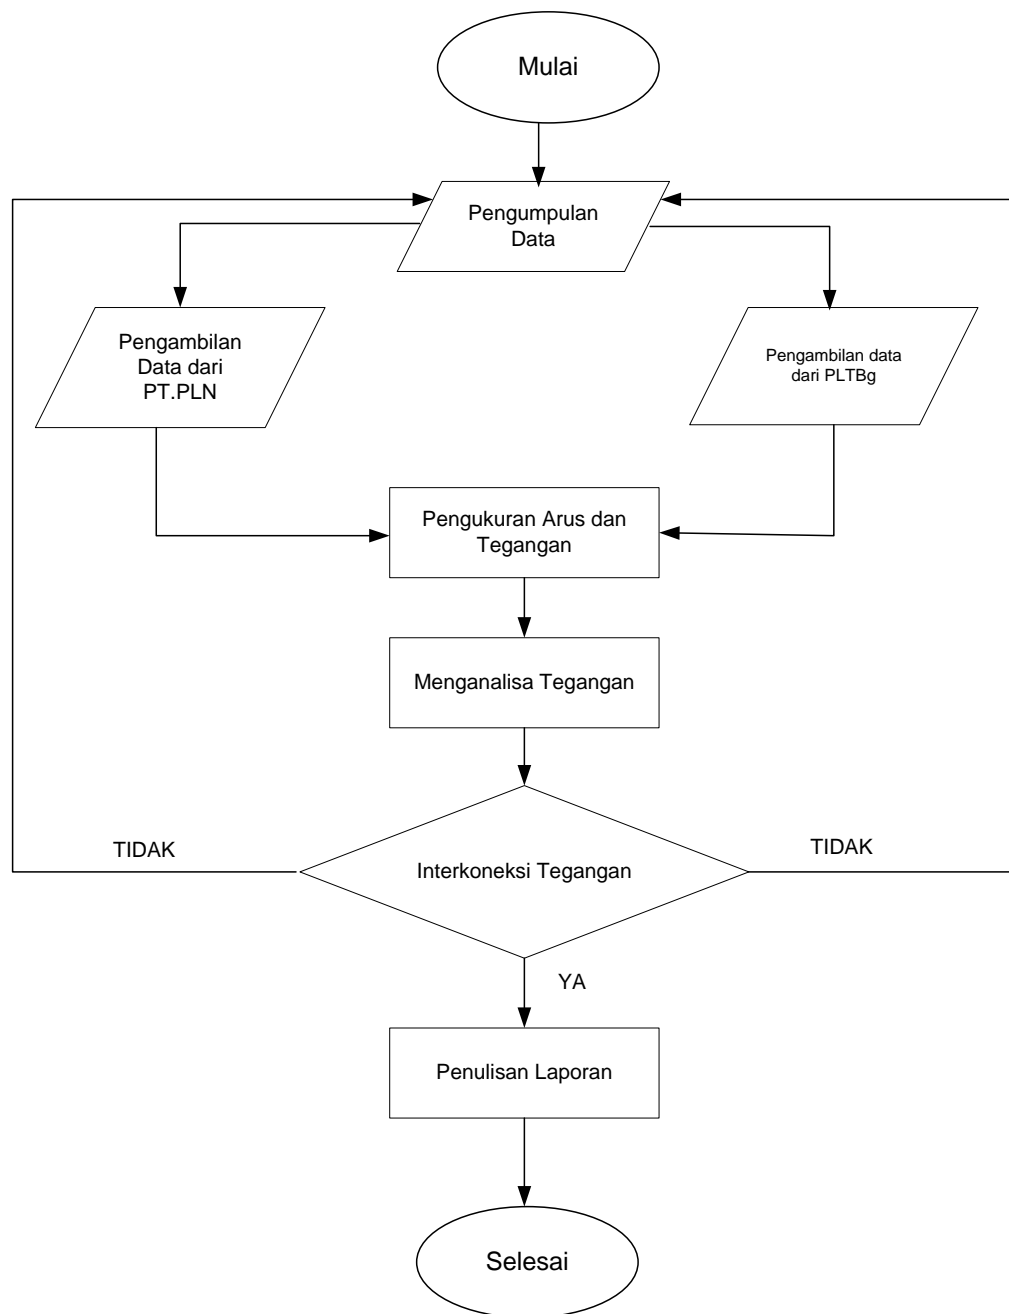 Mulai
Pengumpulan
Data
Pengambilan
Data dari
PT.PLN
Pengambilan data
dari PLTBg
Pengukuran Arus dan
Tegangan
Menganalisa Tegangan
TIDAK
Interkoneksi Tegangan
TIDAK
YA
Penulisan Laporan
Selesai